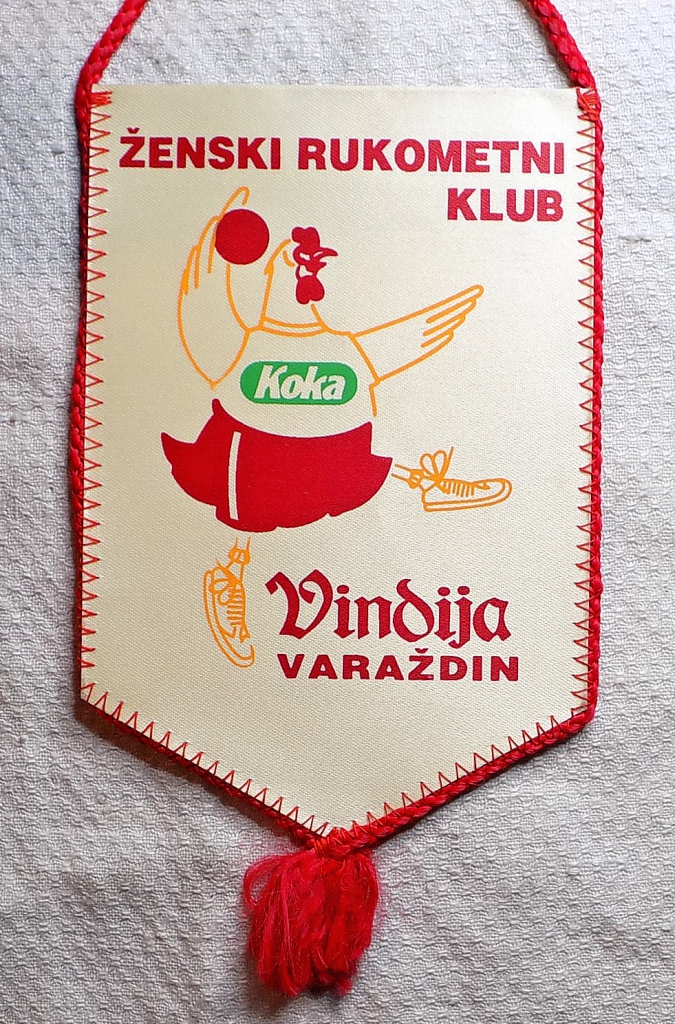 ŽENSKI RUKOMETNI
KLUB
Koka
Vindija
VARAŽDIN